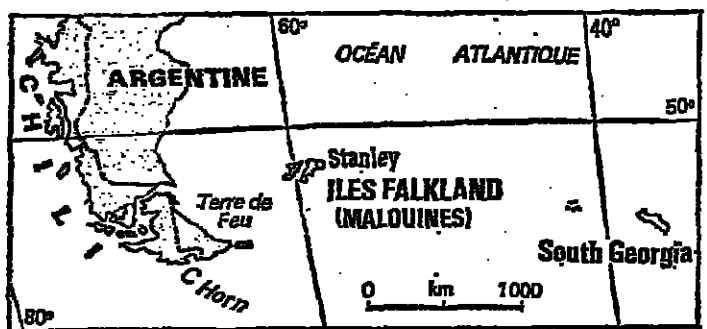 60°
40°
OCÉAN ATLANTIQUE
ARGENTINE
CHILI
50°
Stanley
ILES FALKLAND
(MALOUINES)
Terre de
Feu
South Georgia
C Horn
0 km 1000
80°